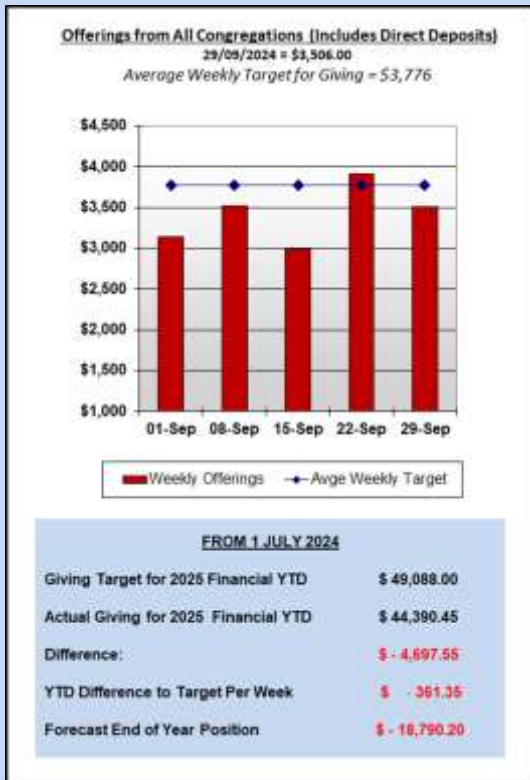 Offerings from All Congregations (Includes Direct Deposits)
29/09/2024 = $3,506.00
Average Weekly Target for Giving = $3,776
$4,500
$4,000
$3,500
$3,000
$2,500
$2,000
$1,500
$1,000
01-Sep 08-Sep 15-Sep 22-Sep 29-Sep
Weekly Offerings Avge Weekly Target
FROM 1 JULY 2024
Giving Target for 2025 Financial YTD $ 49,088.00
Actual Giving for 2025 Financial YTD $ 44,390.45
Difference: $ - 4,697.55
YTD Difference to Target Per Week $ - 361.35
Forecast End of Year Position $ - 18,790.20